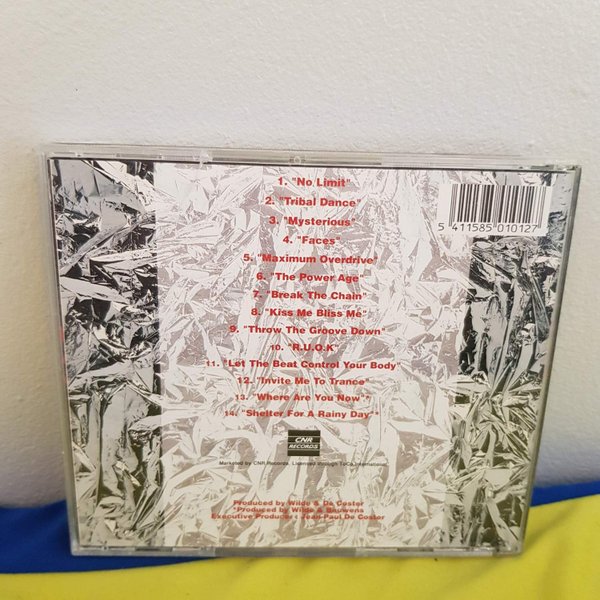 1. "No Limit"
2. "Tribal Dance"
3. "Mysterious"
4. "Faces"
5. "Maximum Overdrive"
6. "The Power Age"
7. "Break The Chain"
8. "Kiss Me Bliss Me"
9. "Throw The Groove Down"
10. "R.U.O.K"
11. "Let The Beat Control Your Body"
12. "Invite Me To Trance"
13. "Where Are You Now"*
14. "Shelter For A Rainy Day"*
5 411585 010127
CNR
RECORDS
Marketed by CNR Records. Licensed through ToCo International
Produced by Wilde & De Coster
*Produced by Wilde & Bauwens
Executive Producer : Jean-Paul De Coster